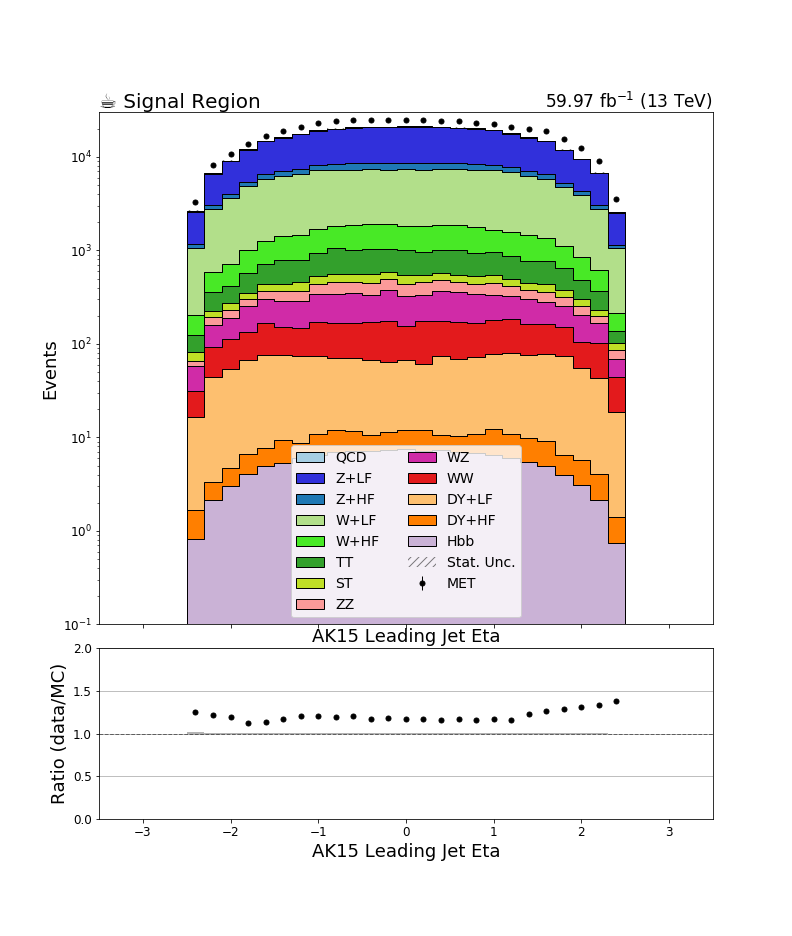 ☕ Signal Region 59.97 fb⁻¹ (13 TeV)
10⁴
10³
10²
10¹
10⁰
10⁻¹
Events
QCD WZ
Z+LF WW
Z+HF DY+LF
W+LF DY+HF
W+HF Hbb
TT Stat. Unc.
ST MET
ZZ
AK15 Leading Jet Eta
2.0
1.5
1.0
0.5
0.0
Ratio (data/MC)
−3 −2 −1 0 1 2 3
AK15 Leading Jet Eta